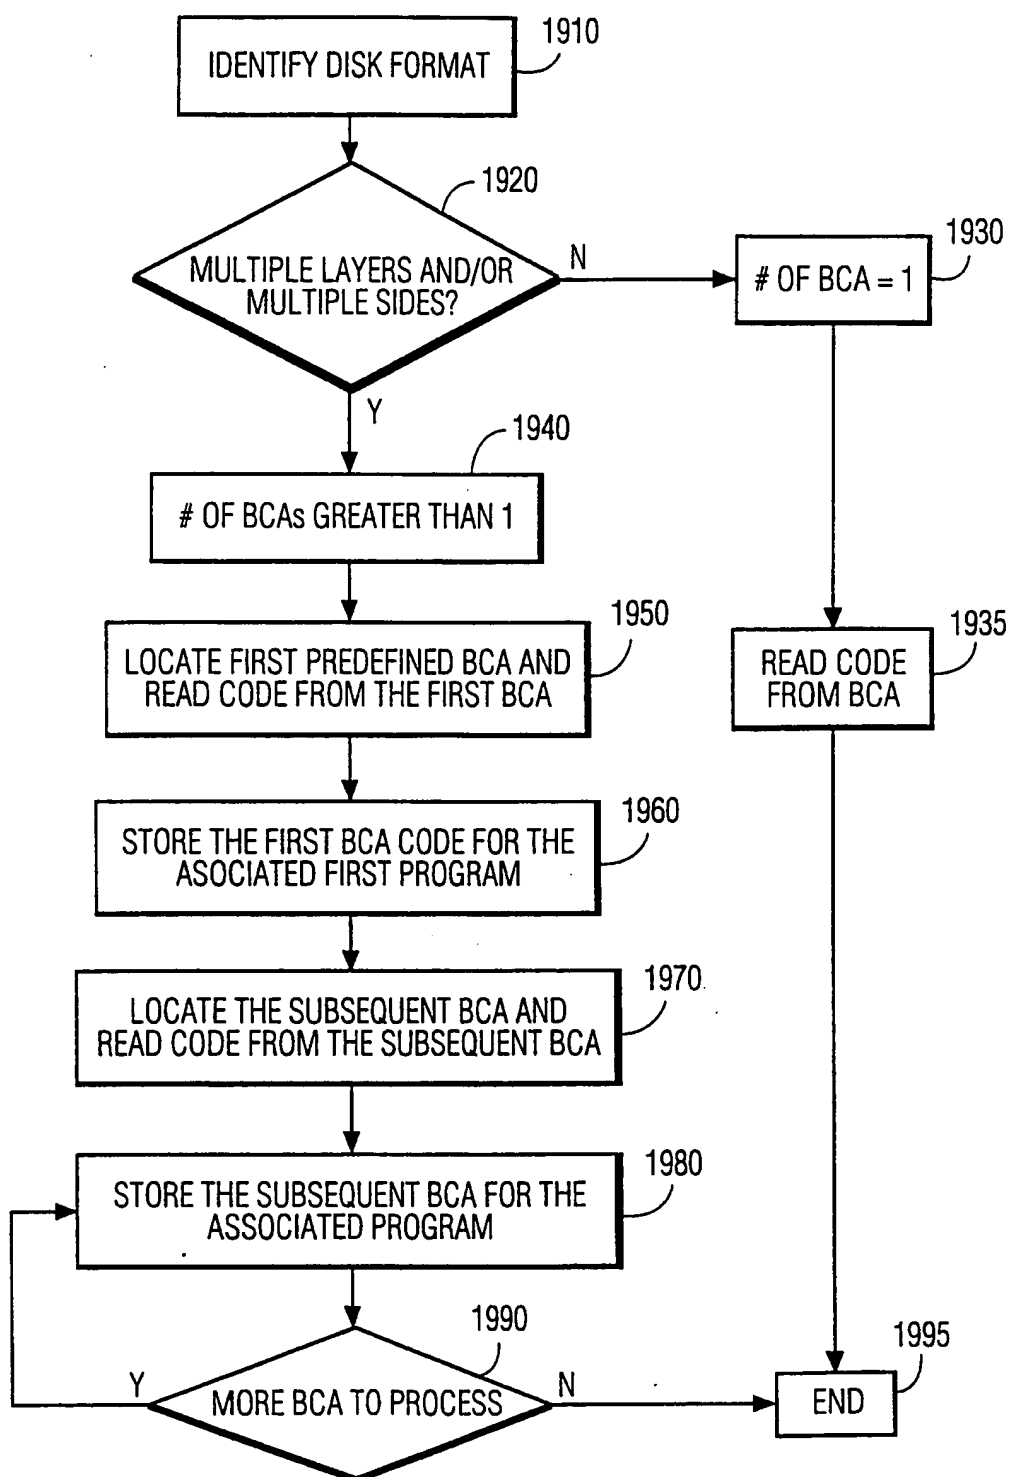 IDENTIFY DISK FORMAT
1910
1920
MULTIPLE LAYERS AND/OR
MULTIPLE SIDES?
N
1930
# OF BCA = 1
Y
1940
# OF BCAs GREATER THAN 1
1950
LOCATE FIRST PREDEFINED BCA AND
READ CODE FROM THE FIRST BCA
1935
READ CODE
FROM BCA
1960
STORE THE FIRST BCA CODE FOR THE
ASOCIATED FIRST PROGRAM
1970
LOCATE THE SUBSEQUENT BCA AND
READ CODE FROM THE SUBSEQUENT BCA
1980
STORE THE SUBSEQUENT BCA FOR THE
ASSOCIATED PROGRAM
1990
Y
MORE BCA TO PROCESS
N
1995
END